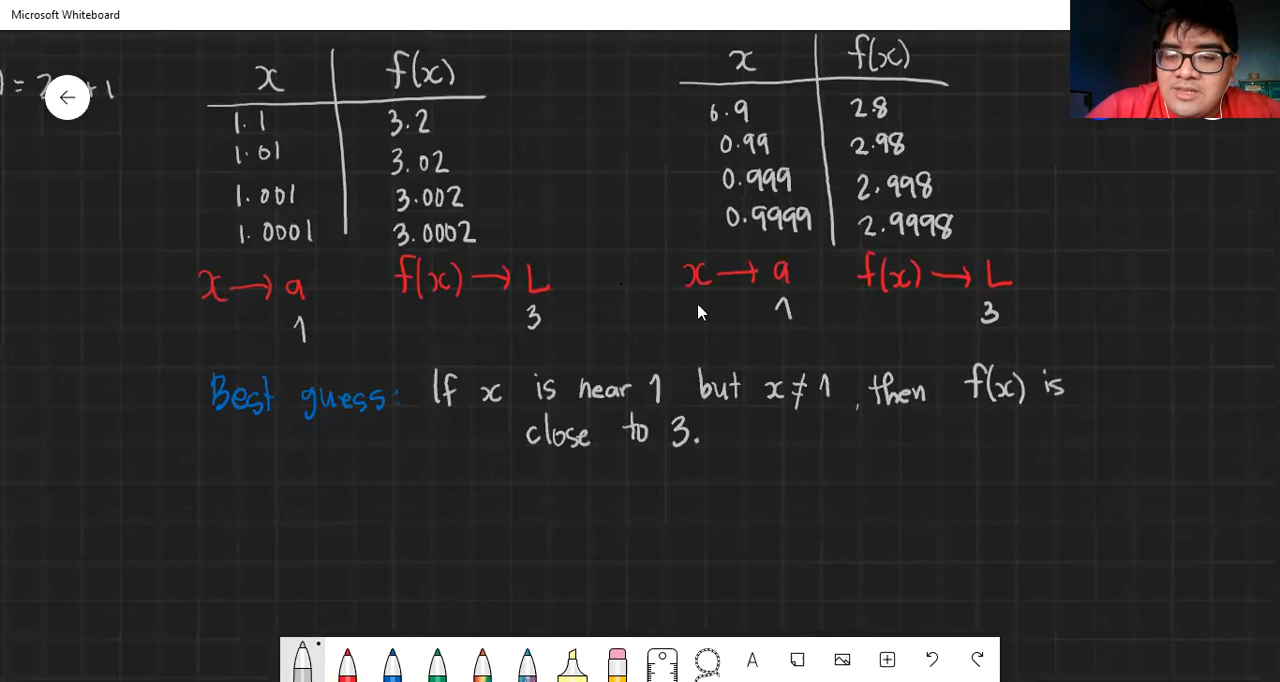 Microsoft Whiteboard
) = 2 +1
x f(x)
1.1 3.2
1.01 3.02
1.001 3.002
1.0001 3.0002
x → a f(x) → L
1 3
x f(x)
0.9 2.8
0.99 2.98
0.999 2.998
0.9999 2.9998
x → a f(x) → L
1 3
Best guess: If x is near 1 but x ≠ 1, then f(x) is
close to 3.
A